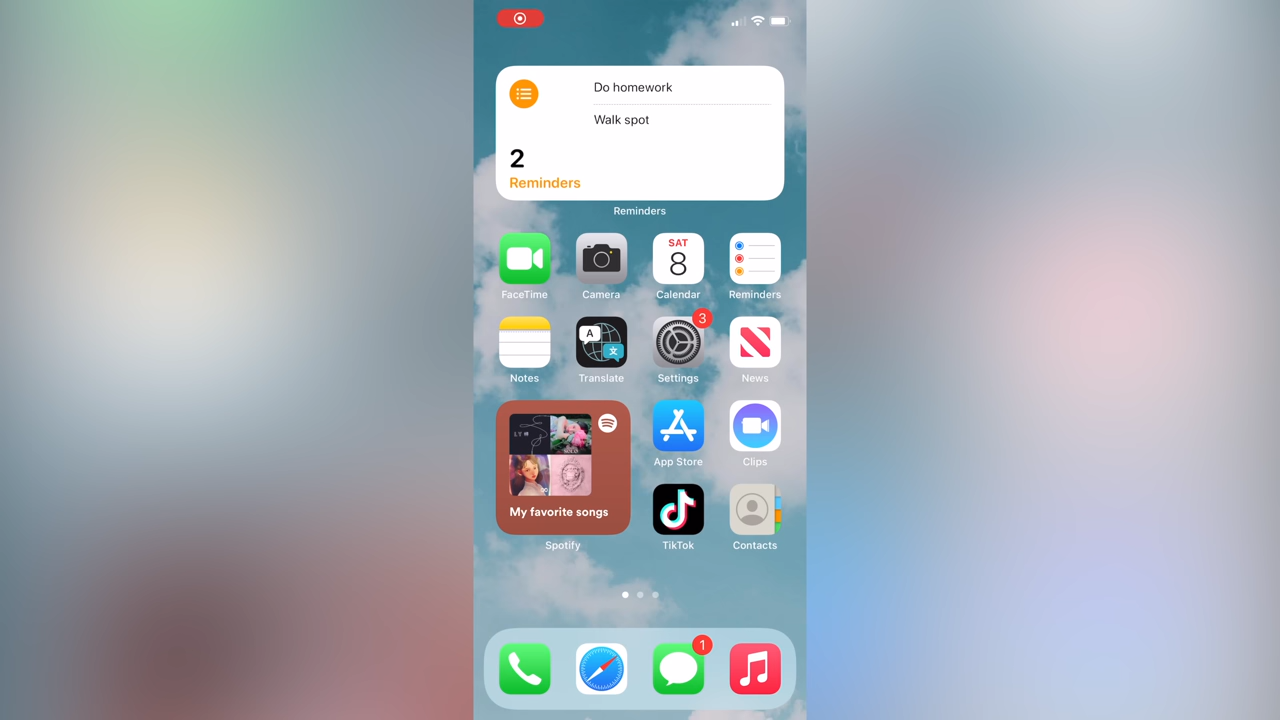 Do homework
Walk spot
2
Reminders
Reminders
SAT
8
FaceTime
Camera
Calendar
Reminders
A
文
3
Notes
Translate
Settings
News
My favorite songs
App Store
Clips
Spotify
TikTok
Contacts
1